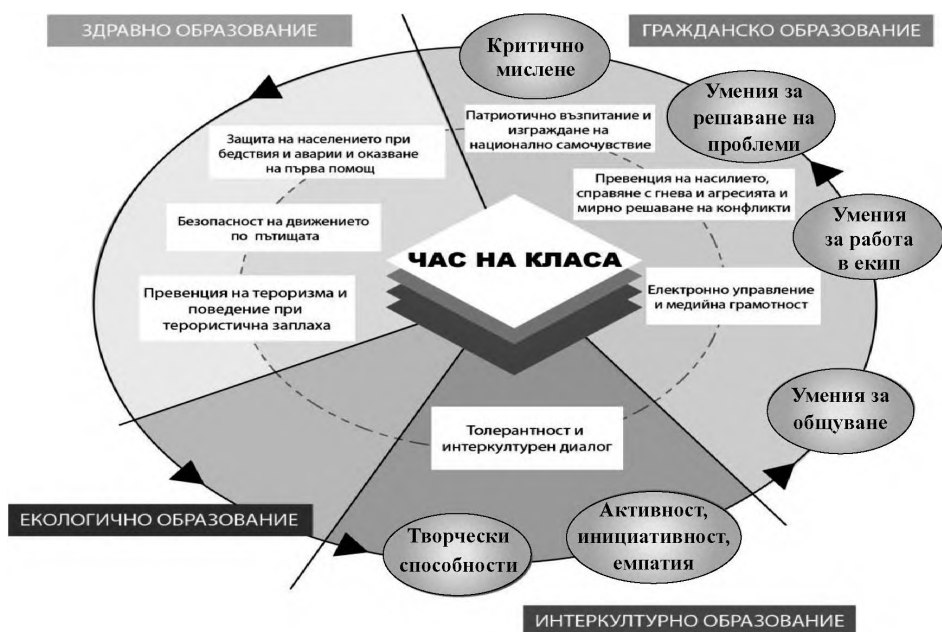 ЗДРАВНО ОБРАЗОВАНИЕ
ГРАЖДАНСКО ОБРАЗОВАНИЕ
Критично
мислене
Умения за
решаване на
проблеми
Патриотично възпитание и
изграждане на
национално самочувствие
Защита на населението при
бедствия и аварии и оказване
на първа помощ
Превенция на насилието,
справяне с гнева и агресията и
мирно решаване на конфликти
Безопасност на движението
по пътищата
Умения
за работа
в екип
ЧАС НА КЛАСА
Превенция на тероризма и
поведение при
терористична заплаха
Електронно управление
и медийна грамотност
Умения за
общуване
Толерантност и
интеркултурен диалог
ЕКОЛОГИЧНО ОБРАЗОВАНИЕ
Творчески
способности
Активност,
инициативност,
емпатия
ИНТЕРКУЛТУРНО ОБРАЗОВАНИЕ